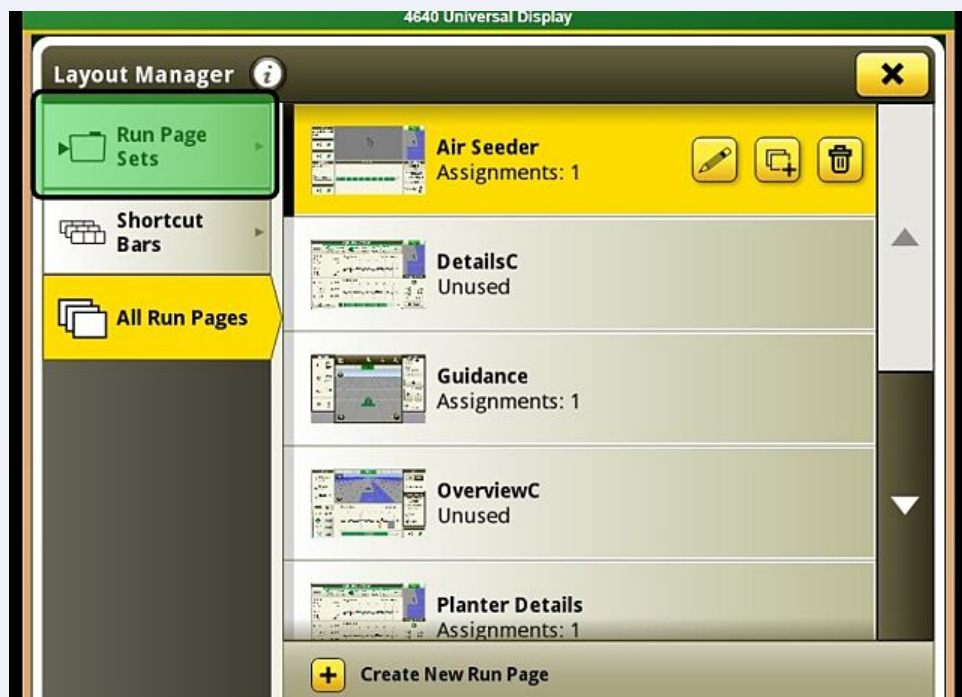 4640 Universal Display
Layout Manager
i
Run Page
Sets
Shortcut
Bars
All Run Pages
Air Seeder
Assignments: 1
DetailsC
Unused
Guidance
Assignments: 1
OverviewC
Unused
Planter Details
Assignments: 1
Create New Run Page